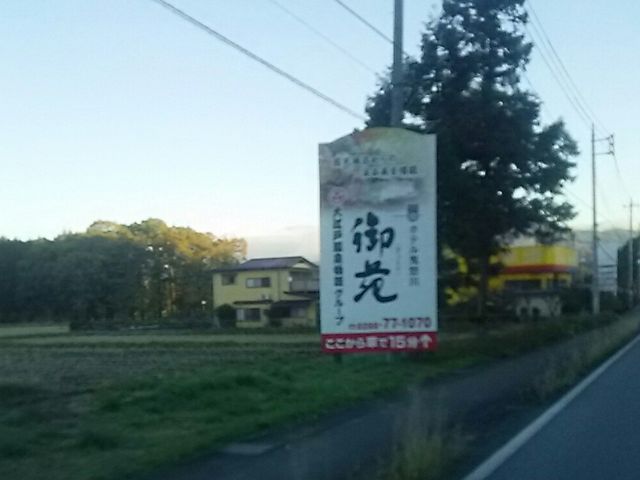 ホテル鬼怒川
御苑
大江戸温泉物語グループ
☎0288-77-1070
ここから車で15分↑